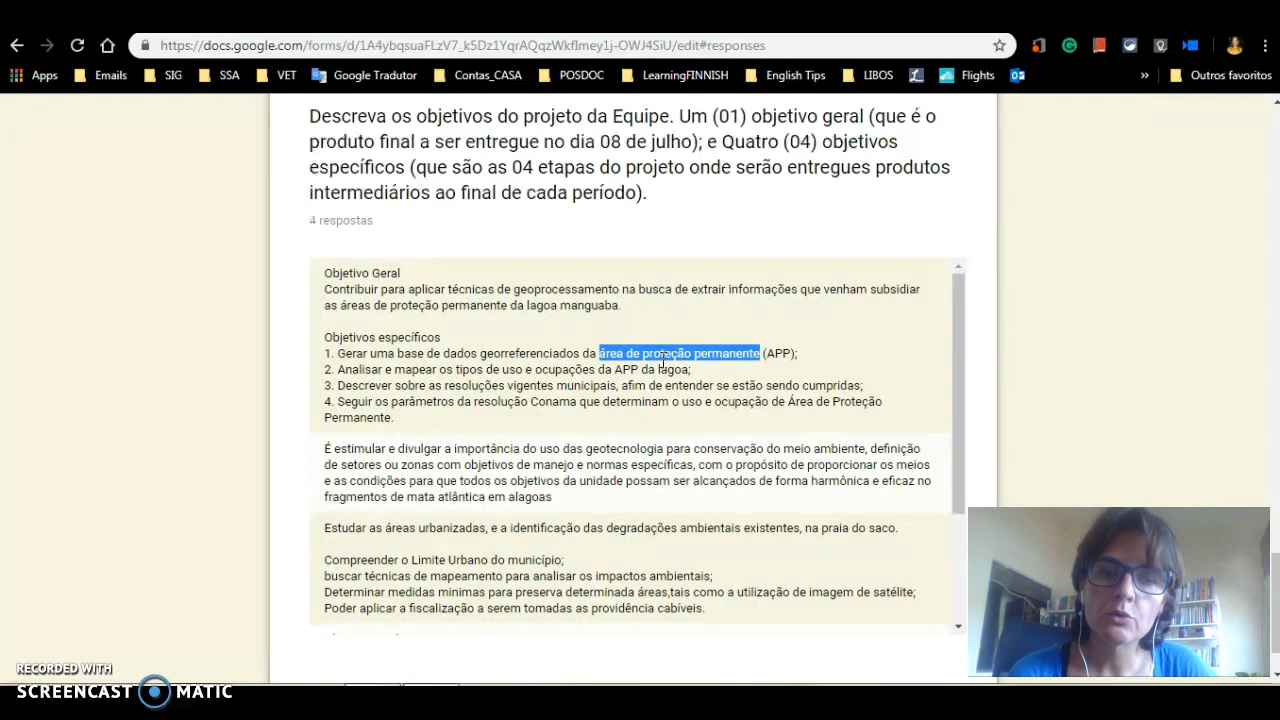 https://docs.google.com/forms/d/1A4ybqsuaFLzV7_k5Dz1YqrAQqzWkfImey1j-OWJ4SiU/edit#responses
Apps Emails SIG SSA VET Google Tradutor Contas_CASA POSDOC LearningFINNISH English Tips LIBOS Flights » Outros favoritos
Descreva os objetivos do projeto da Equipe. Um (01) objetivo geral (que é o
produto final a ser entregue no dia 08 de julho); e Quatro (04) objetivos
específicos (que são as 04 etapas do projeto onde serão entregues produtos
intermediários ao final de cada período).
4 respostas
Objetivo Geral
Contribuir para aplicar técnicas de geoprocessamento na busca de extrair informações que venham subsidiar
as áreas de proteção permanente da lagoa manguaba.
Objetivos específicos
1. Gerar uma base de dados georreferenciados da área de proteção permanente (APP);
2. Analisar e mapear os tipos de uso e ocupações da APP da lagoa;
3. Descrever sobre as resoluções vigentes municipais, afim de entender se estão sendo cumpridas;
4. Seguir os parâmetros da resolução Conama que determinam o uso e ocupação de Área de Proteção
Permanente.
É estimular e divulgar a importância do uso das geotecnologia para conservação do meio ambiente, definição
de setores ou zonas com objetivos de manejo e normas específicas, com o propósito de proporcionar os meios
e as condições para que todos os objetivos da unidade possam ser alcançados de forma harmônica e eficaz no
fragmentos de mata atlântica em alagoas
Estudar as áreas urbanizadas, e a identificação das degradações ambientais existentes, na praia do saco.
Compreender o Limite Urbano do município;
buscar técnicas de mapeamento para analisar os impactos ambientais;
Determinar medidas minimas para preserva determinada áreas,tais como a utilização de imagem de satélite;
Poder aplicar a fiscalização a serem tomadas as providência cabíveis.
RECORDED WITH
SCREENCAST MATIC